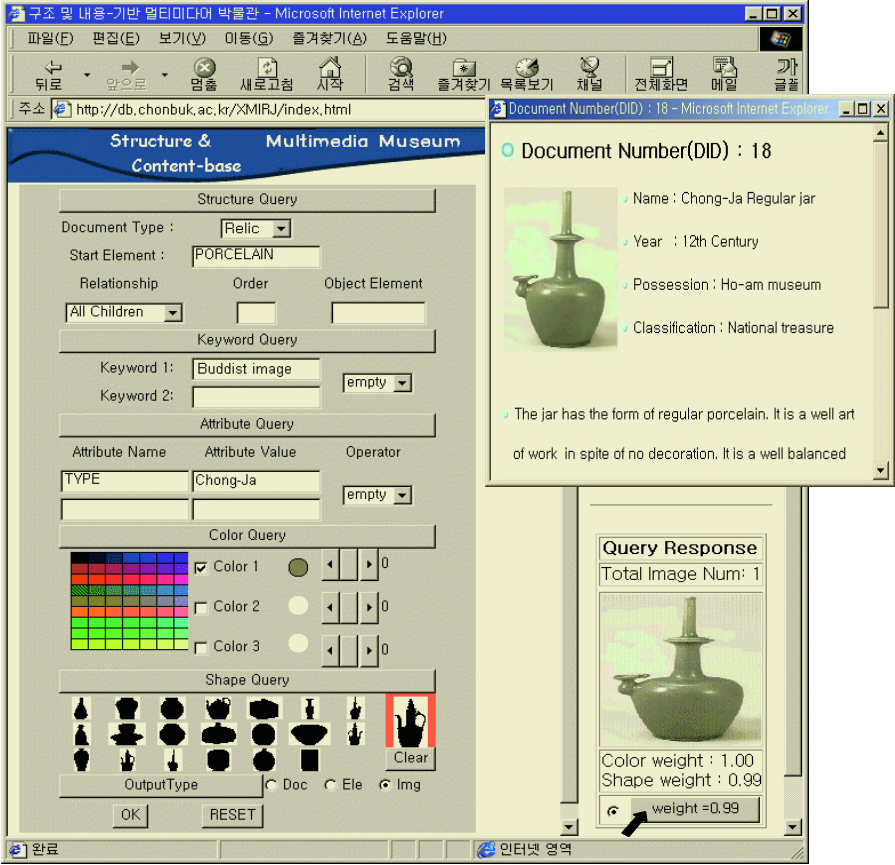 구조 및 내용-기반 멀티미디어 박물관 - Microsoft Internet Explorer
파일(F) 편집(E) 보기(V) 이동(G) 즐겨찾기(A) 도움말(H)
뒤로 앞으로 멈춤 새로고침 시작 검색 즐겨찾기 목록보기 채널 전체화면 메일 글꼴
주소 http://db.chonbuk.ac.kr/XMIRJ/index.html
Structure & Multimedia Museum
Content-base
Structure Query
Document Type : Relic
Start Element : PORCELAIN
Relationship Order Object Element
All Children
Keyword Query
Keyword 1: Buddist image
empty
Keyword 2:
Attribute Query
Attribute Name Attribute Value Operator
TYPE Chong-Ja
empty
Color Query
Color 1 0
Color 2 0
Color 3 0
Shape Query
Clear
OutputType Doc Ele Img
OK RESET
Document Number(DID) : 18 - Microsoft Internet Explorer
Document Number(DID) : 18
Name : Chong-Ja Regular jar
Year : 12th Century
Possession : Ho-am museum
Classification : National treasure
The jar has the form of regular porcelain. It is a well art
of work in spite of no decoration. It is a well balanced
Query Response
Total Image Num: 1
Color weight : 1.00
Shape weight : 0.99
weight =0.99
완료 인터넷 영역